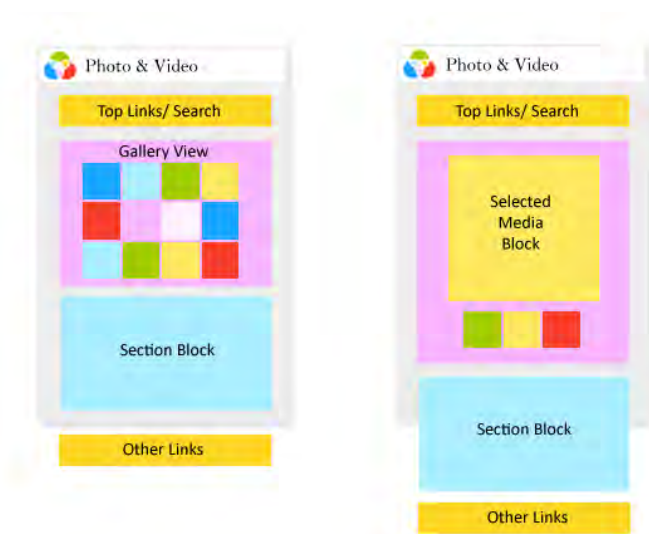 Photo & Video
Top Links/ Search
Gallery View
Section Block
Other Links
Photo & Video
Top Links/ Search
Selected
Media
Block
Section Block
Other Links